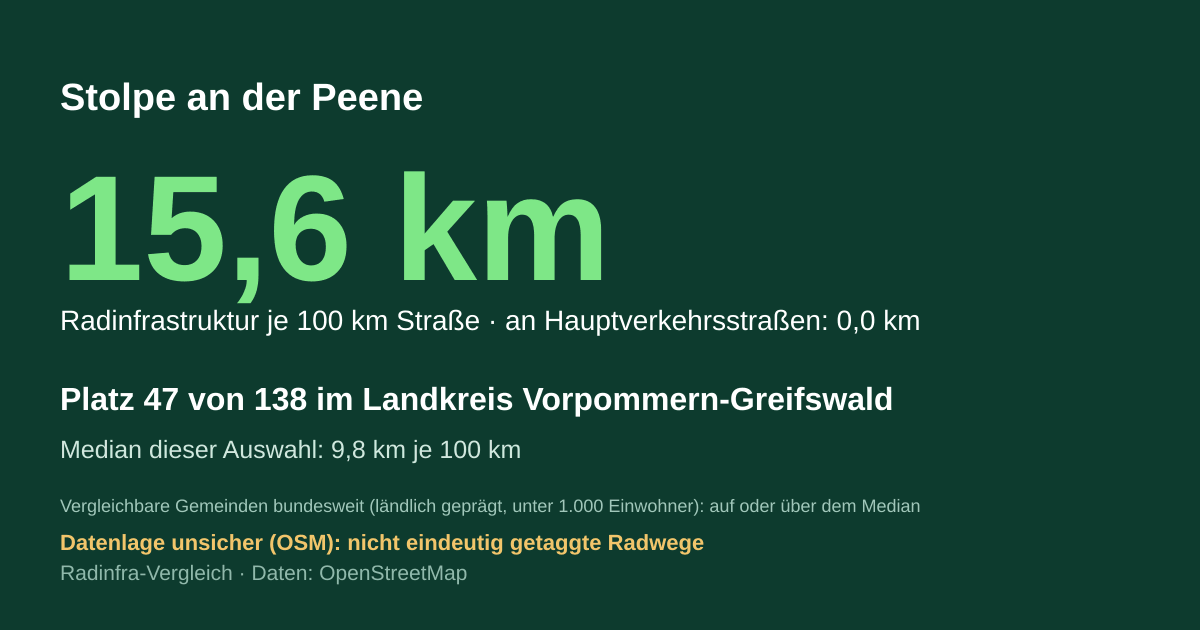 Stolpe an der Peene
15,6 km
Radinfrastruktur je 100 km Straße · an Hauptverkehrsstraßen: 0,0 km
Platz 47 von 138 im Landkreis Vorpommern-Greifswald
Median dieser Auswahl: 9,8 km je 100 km
Vergleichbare Gemeinden bundesweit (ländlich geprägt, unter 1.000 Einwohner): auf oder über dem Median
Datenlage unsicher (OSM): nicht eindeutig getaggte Radwege
Radinfra-Vergleich · Daten: OpenStreetMap